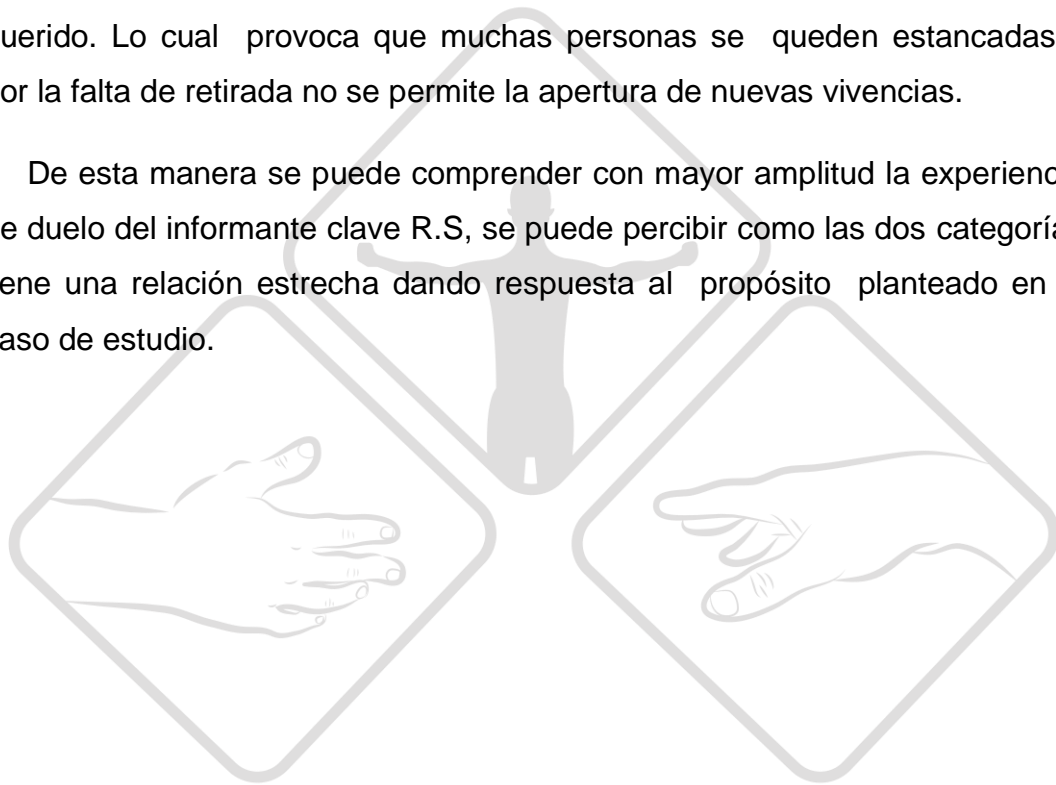 uerido. Lo cual provoca que muchas personas se queden estancadas
or la falta de retirada no se permite la apertura de nuevas vivencias.
De esta manera se puede comprender con mayor amplitud la experienc
e duelo del informante clave R.S, se puede percibir como las dos categoría
ene una relación estrecha dando respuesta al propósito planteado en
aso de estudio.